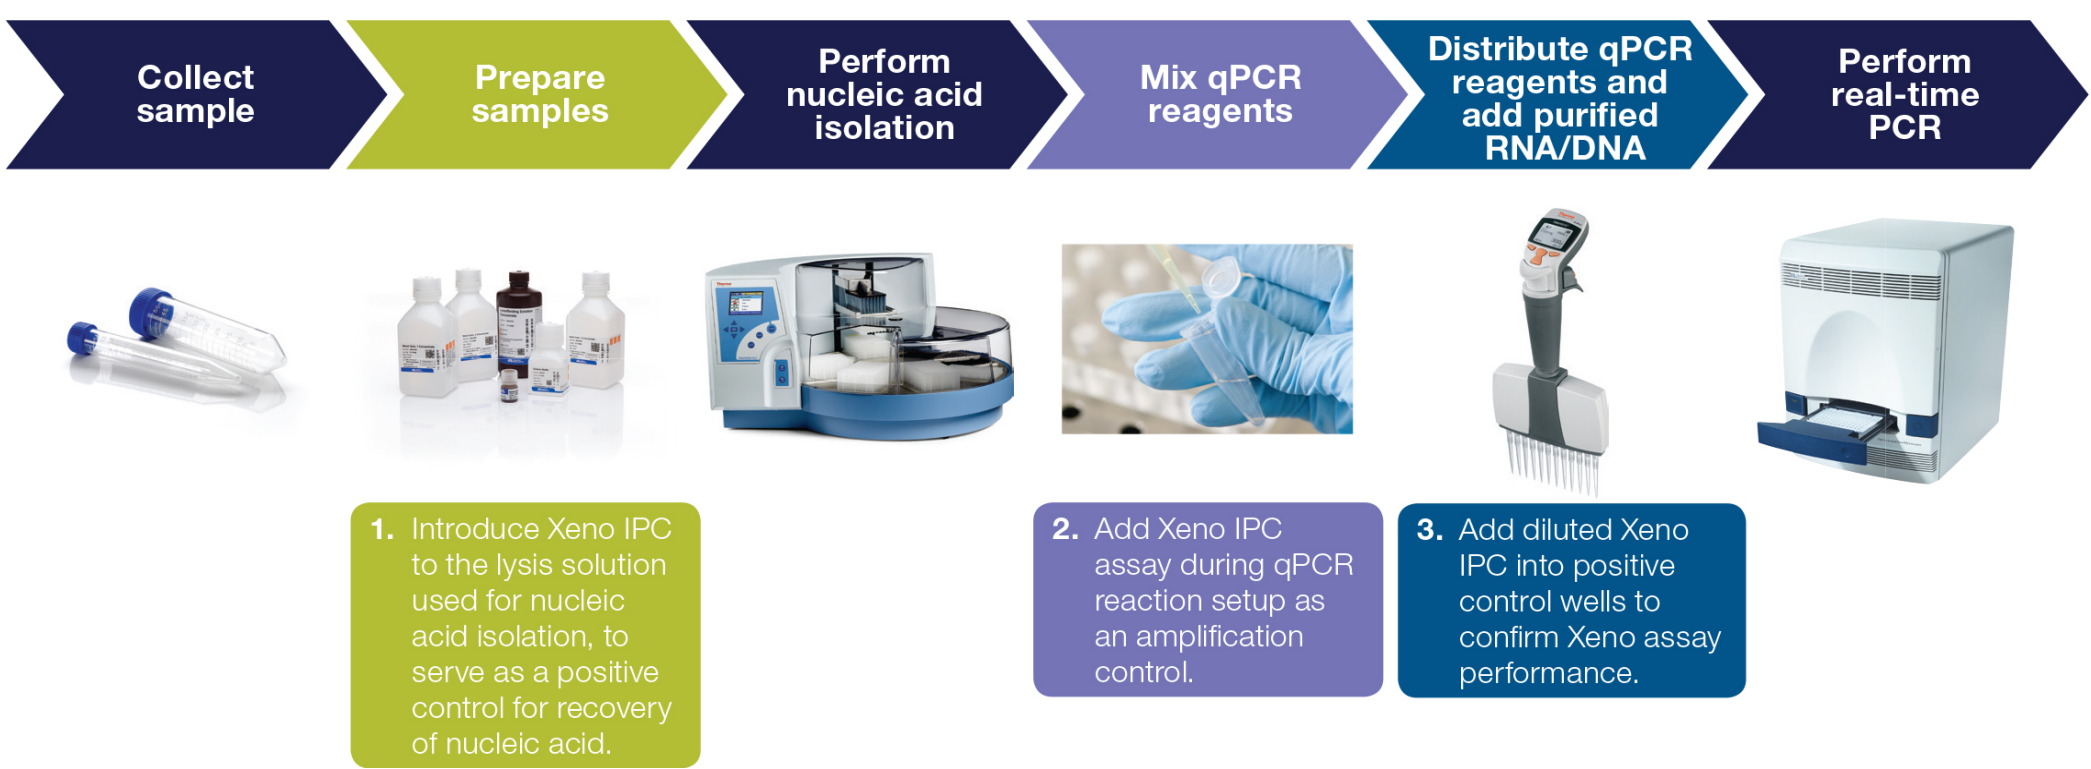 Collect
sample
Prepare
samples
Perform
nucleic acid
isolation
Mix qPCR
reagents
Distribute qPCR
reagents and
add purified
RNA/DNA
Perform
real-time
PCR
1. Introduce Xeno IPC
to the lysis solution
used for nucleic
acid isolation, to
serve as a positive
control for recovery
of nucleic acid.
2. Add Xeno IPC
assay during qPCR
reaction setup as
an amplification
control.
3. Add diluted Xeno
IPC into positive
control wells to
confirm Xeno assay
performance.